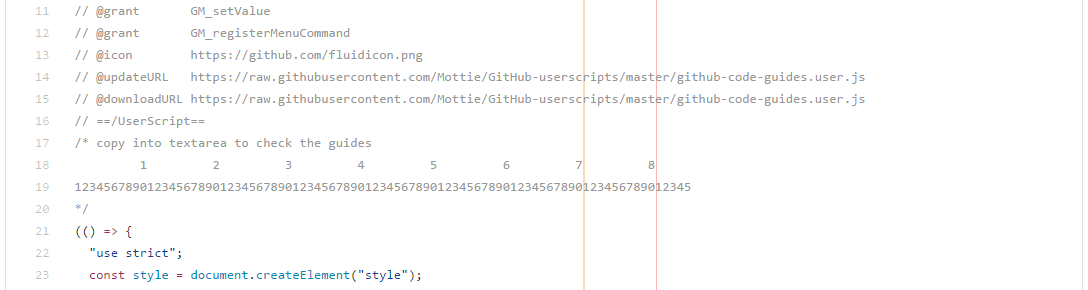 11 // @grant       GM_setValue
12 // @grant       GM_registerMenuCommand
13 // @icon        https://github.com/fluidicon.png
14 // @updateURL   https://raw.githubusercontent.com/Mottie/GitHub-userscripts/master/github-code-guides.user.js
15 // @downloadURL https://raw.githubusercontent.com/Mottie/GitHub-userscripts/master/github-code-guides.user.js
16 // ==/UserScript==
17 /* copy into textarea to check the guides
18          1         2         3         4         5         6         7         8
19 1234567890123456789012345678901234567890123456789012345678901234567890123456789012345
20 */
21 (() => {
22   "use strict";
23   const style = document.createElement("style");